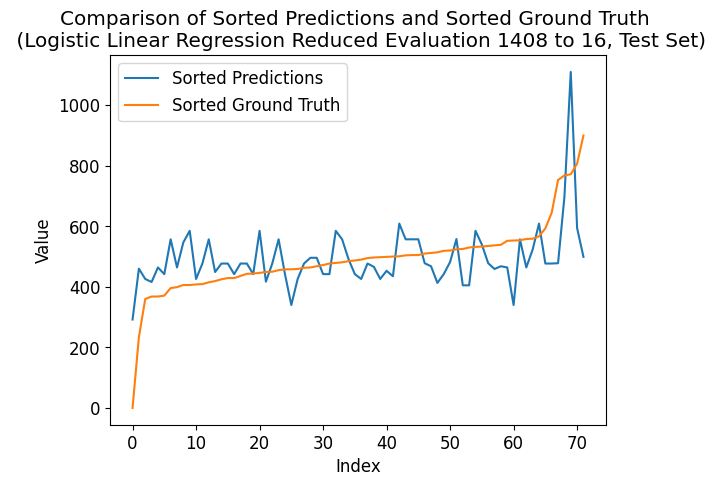 Comparison of Sorted Predictions and Sorted Ground Truth
(Logistic Linear Regression Reduced Evaluation 1408 to 16, Test Set)
Sorted Predictions
Sorted Ground Truth
1000
800
600
400
200
0
Value
0 10 20 30 40 50 60 70
Index